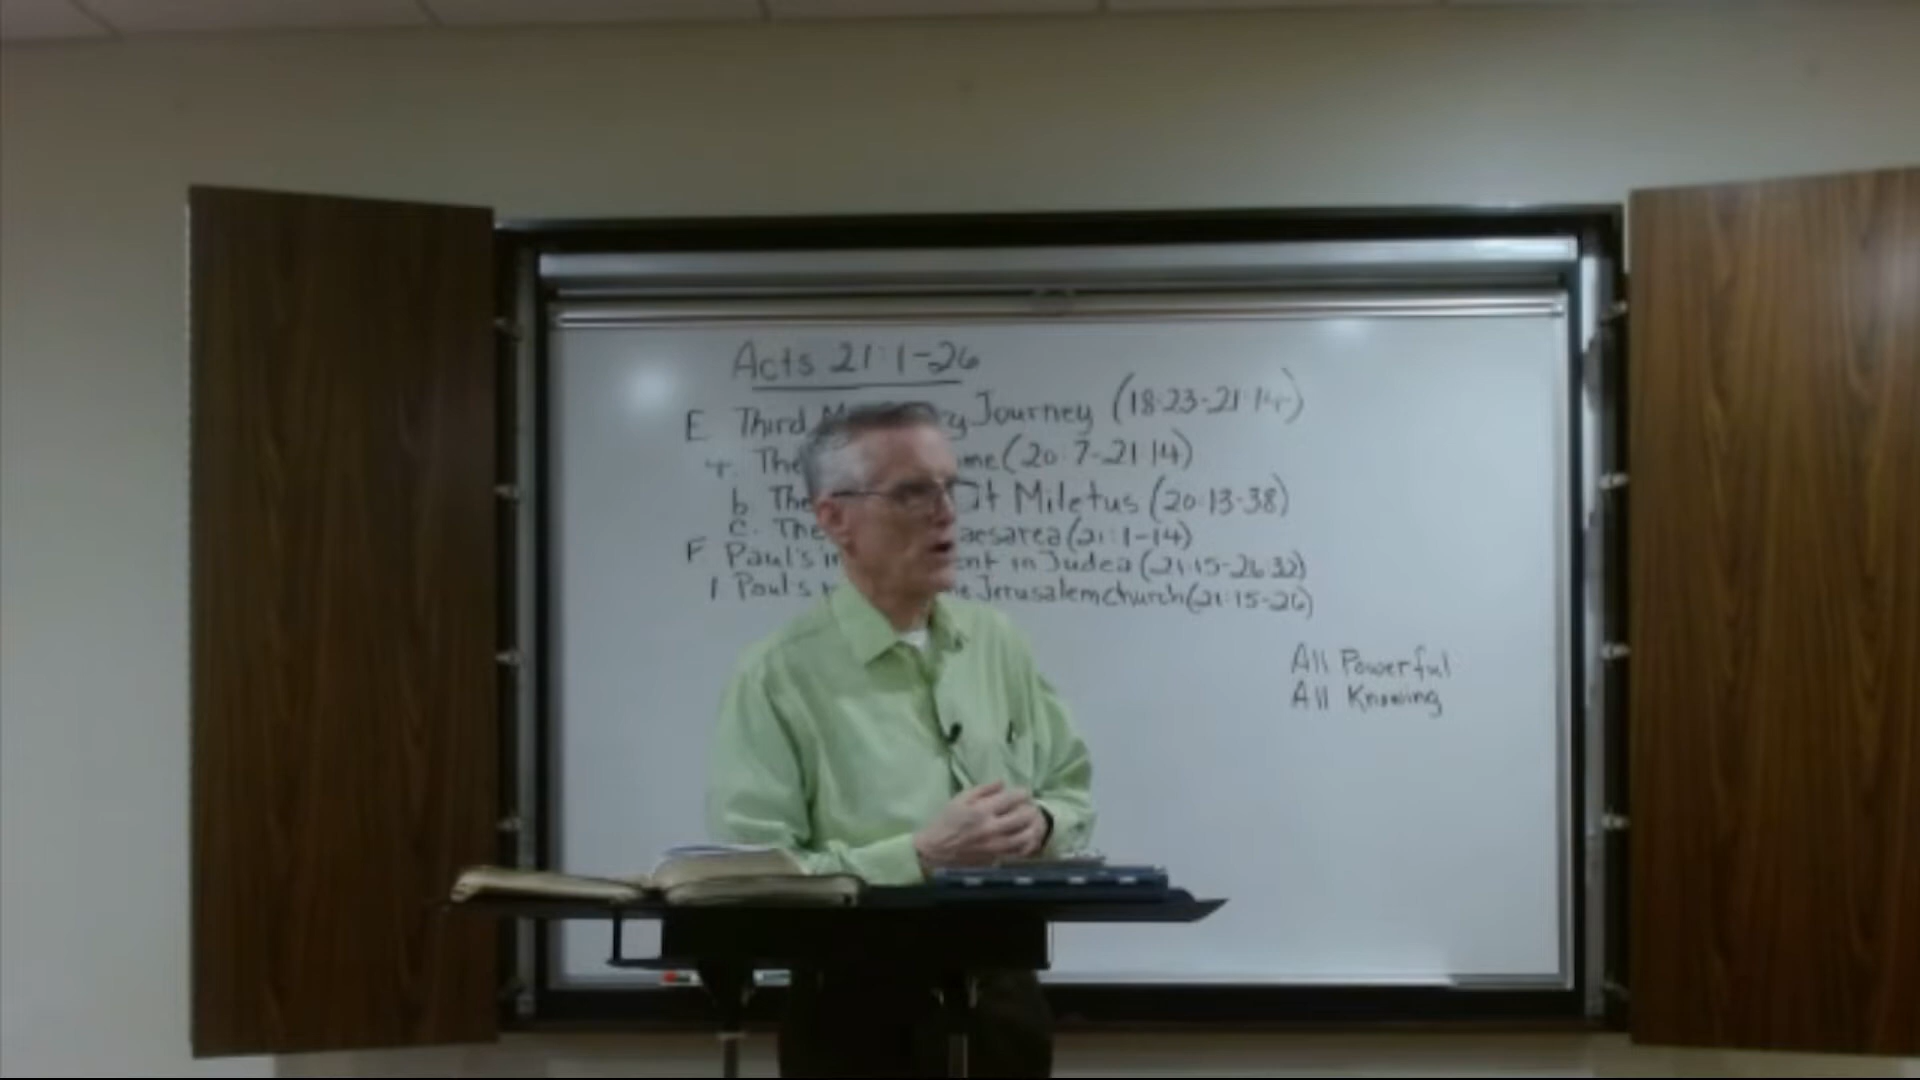 Acts 21:1-26
E. Third Journey (18:23-21:14)
4. The (20:7-21:14)
b. The at Miletus (20:13-38)
c. The Caesarea (21:1-14)
F. Paul's in Judea (21:15-26:32)
1 Paul's Jerusalem church (21:15-26)
All Powerful
All Knowing